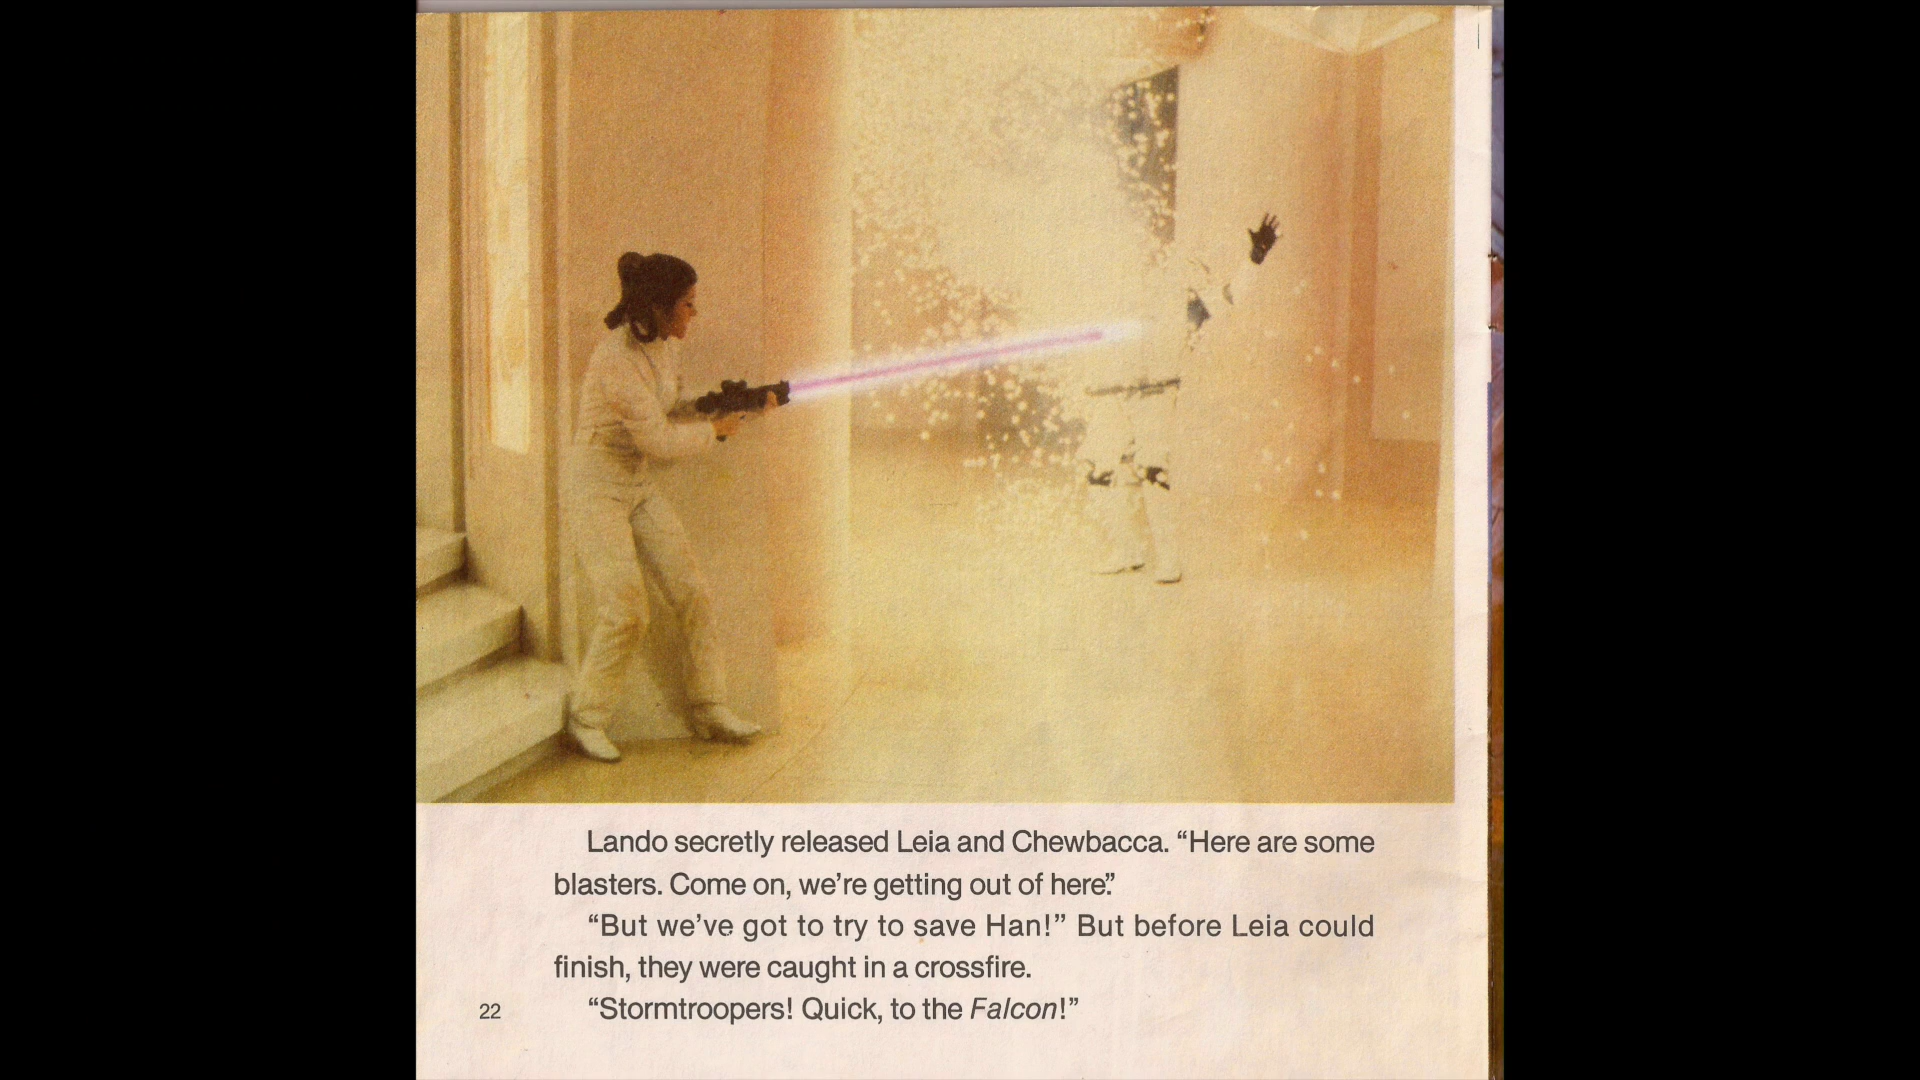 Lando secretly released Leia and Chewbacca. “Here are some
blasters. Come on, we’re getting out of here.”
“But we’ve got to try to save Han!” But before Leia could
finish, they were caught in a crossfire.
“Stormtroopers! Quick, to the Falcon!”
22